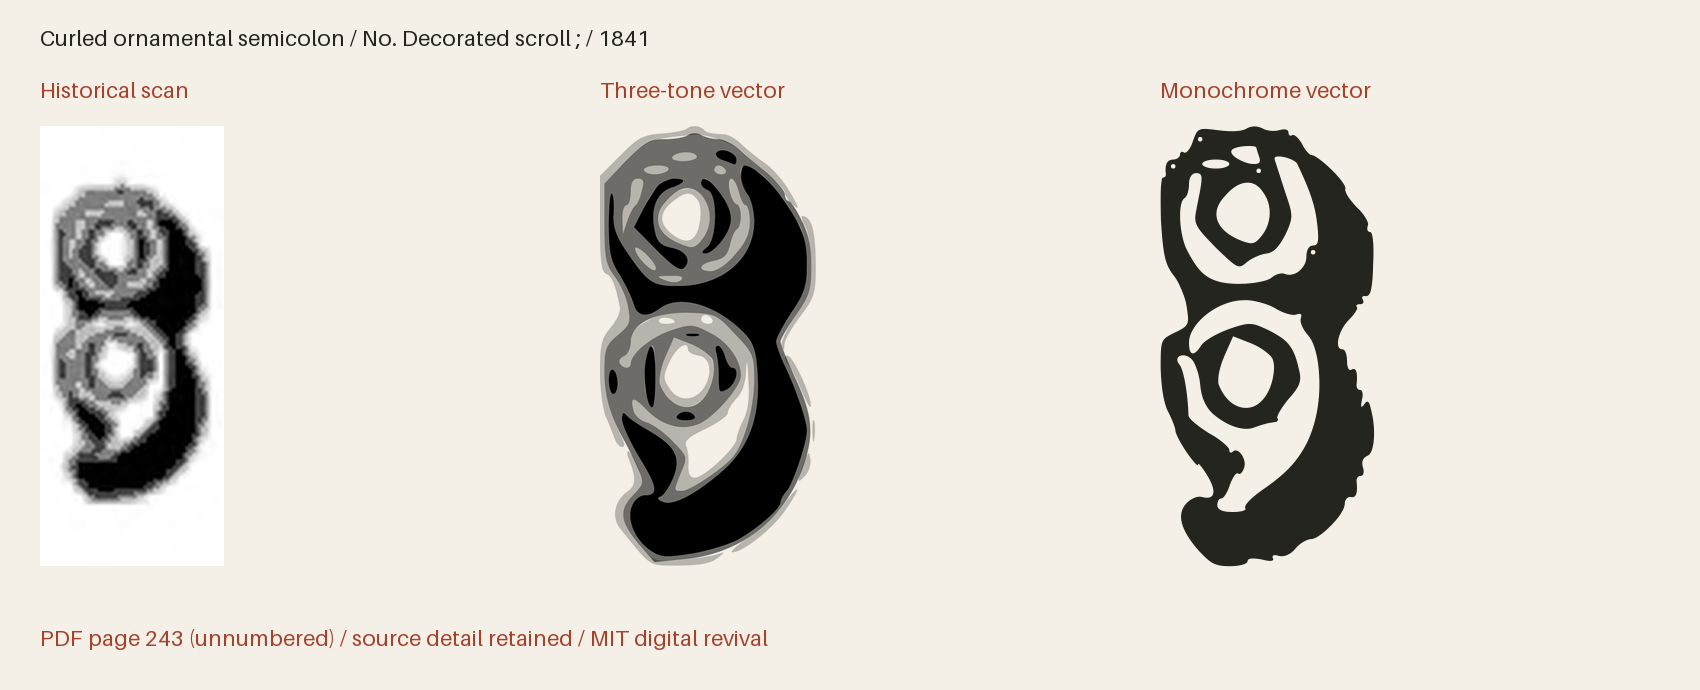 Curled ornamental semicolon / No. Decorated scroll ; / 1841
Historical scan
Three-tone vector
Monochrome vector
PDF page 243 (unnumbered) / source detail retained / MIT digital revival